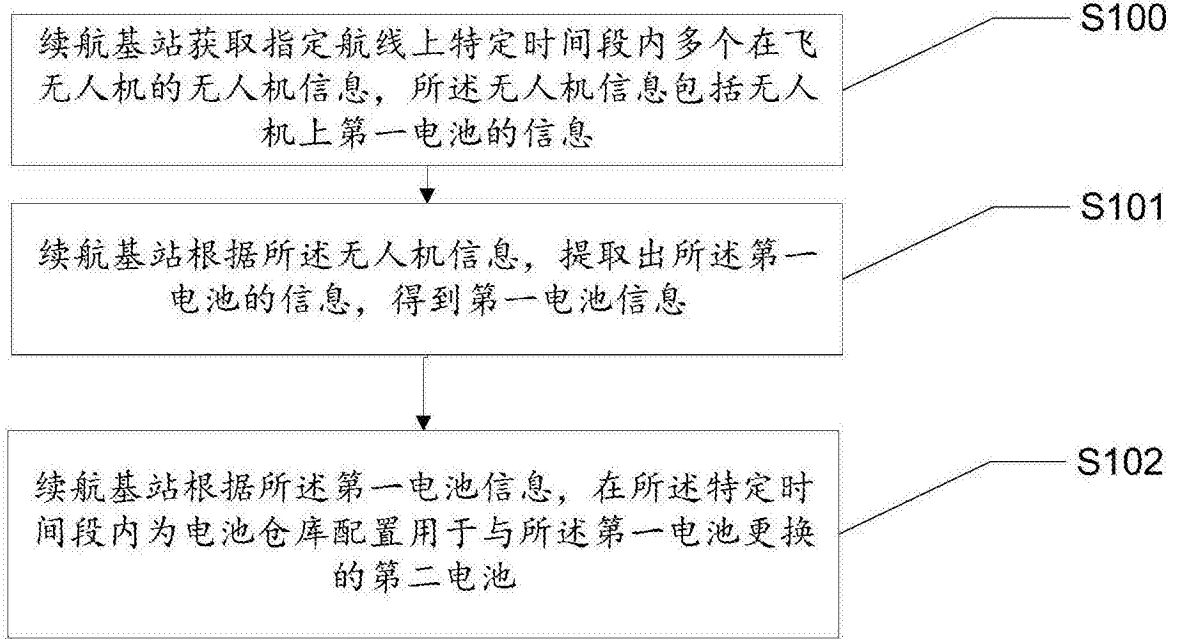 续航基站获取指定航线上特定时间段内多个在飞
无人机的无人机信息，所述无人机信息包括无人
机上第一电池的信息
S100
续航基站根据所述无人机信息，提取出所述第一
电池的信息，得到第一电池信息
S101
续航基站根据所述第一电池信息，在所述特定时
间段内为电池仓库配置用于与所述第一电池更换
的第二电池
S102